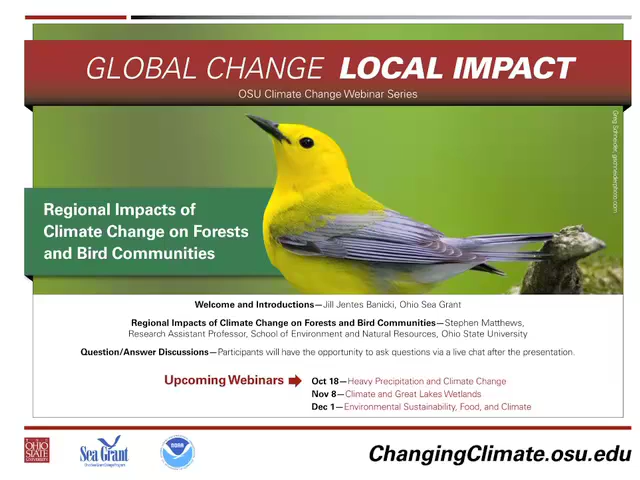 GLOBAL CHANGE LOCAL IMPACT
OSU Climate Change Webinar Series
Regional Impacts of
Climate Change on Forests
and Bird Communities
Welcome and Introductions—Jill Jentes Banicki, Ohio Sea Grant
Regional Impacts of Climate Change on Forests and Bird Communities—Stephen Matthews,
Research Assistant Professor, School of Environment and Natural Resources, Ohio State University
Question/Answer Discussions—Participants will have the opportunity to ask questions via a live chat after the presentation.
Upcoming Webinars
Oct 18—Heavy Precipitation and Climate Change
Nov 8—Climate and Great Lakes Wetlands
Dec 1—Environmental Sustainability, Food, and Climate
OHIO
STATE
Sea Grant
NOAA
ChangingClimate.osu.edu